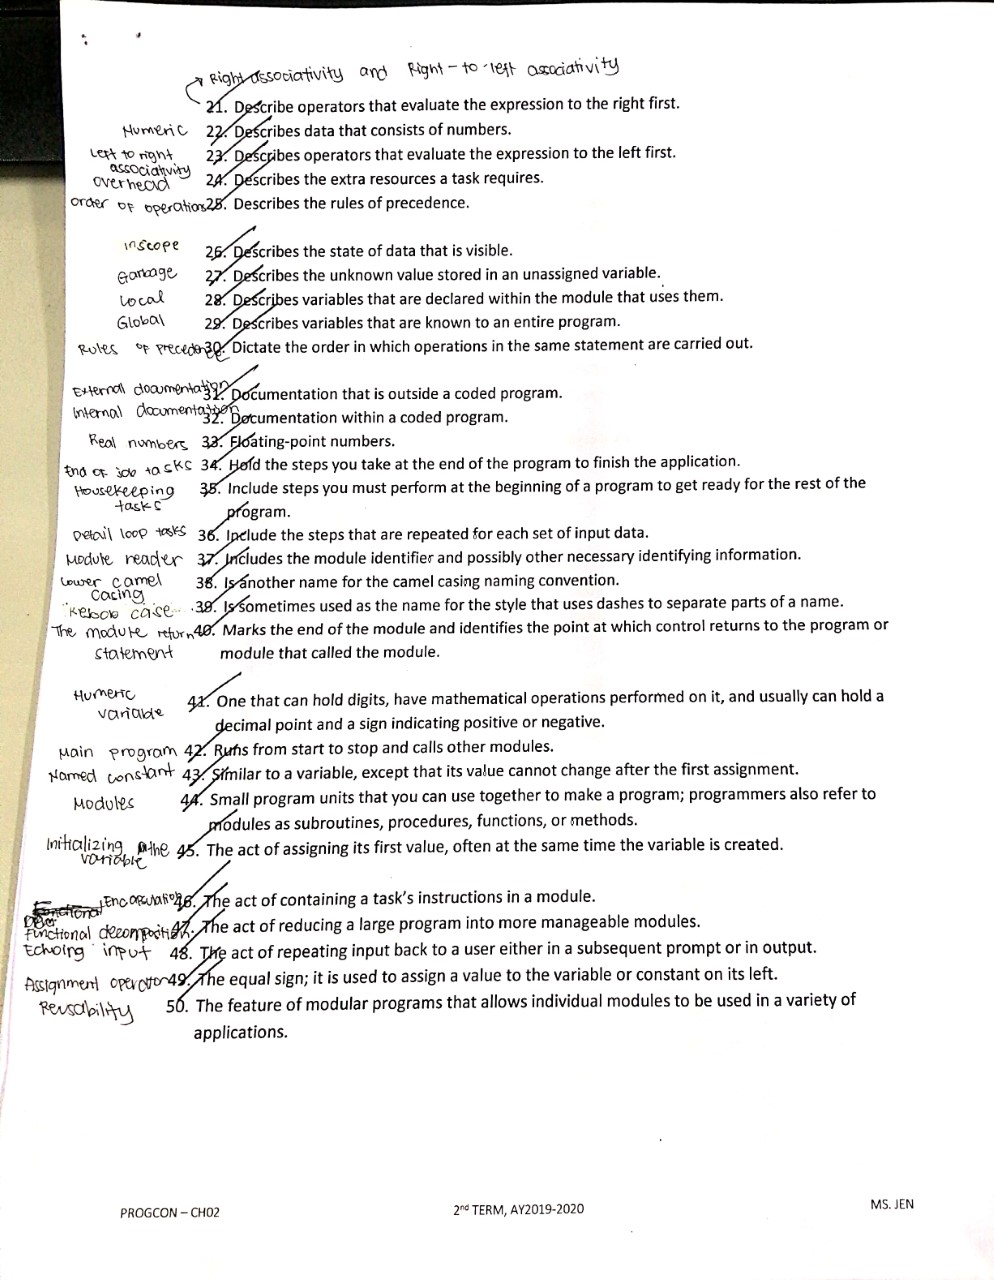 Right associativity and Right-to-left associativity
21. Describe operators that evaluate the expression to the right first.
Numeric 22. Describes data that consists of numbers.
Left to right associativity 23. Describes operators that evaluate the expression to the left first.
overhead 24. Describes the extra resources a task requires.
order of operation 25. Describes the rules of precedence.
inscope 26. Describes the state of data that is visible.
Garbage 27. Describes the unknown value stored in an unassigned variable.
Local 28. Describes variables that are declared within the module that uses them.
Global 29. Describes variables that are known to an entire program.
Rules of precedence 30. Dictate the order in which operations in the same statement are carried out.
External documentation 31. Documentation that is outside a coded program.
Internal documentation 32. Documentation within a coded program.
Real numbers 33. Floating-point numbers.
End of job tasks 34. Hold the steps you take at the end of the program to finish the application.
Housekeeping tasks 35. Include steps you must perform at the beginning of a program to get ready for the rest of the
program.
Detail loop tasks 36. Include the steps that are repeated for each set of input data.
Module reader 37. Includes the module identifier and possibly other necessary identifying information.
Lower camel casing 38. Is another name for the camel casing naming convention.
Kebob case 39. Is sometimes used as the name for the style that uses dashes to separate parts of a name.
The module return statement 40. Marks the end of the module and identifies the point at which control returns to the program or
module that called the module.
Numeric variable 41. One that can hold digits, have mathematical operations performed on it, and usually can hold a
decimal point and a sign indicating positive or negative.
Main program 42. Runs from start to stop and calls other modules.
Named constant 43. Similar to a variable, except that its value cannot change after the first assignment.
Modules 44. Small program units that you can use together to make a program; programmers also refer to
modules as subroutines, procedures, functions, or methods.
Initializing the variable 45. The act of assigning its first value, often at the same time the variable is created.
Encapsulation 46. The act of containing a task's instructions in a module.
Functional decomposition 47. The act of reducing a large program into more manageable modules.
Echoing input 48. The act of repeating input back to a user either in a subsequent prompt or in output.
Assignment operator 49. The equal sign; it is used to assign a value to the variable or constant on its left.
Reusability 50. The feature of modular programs that allows individual modules to be used in a variety of
applications.
PROGCON – CH02 2nd TERM, AY2019-2020 MS. JEN